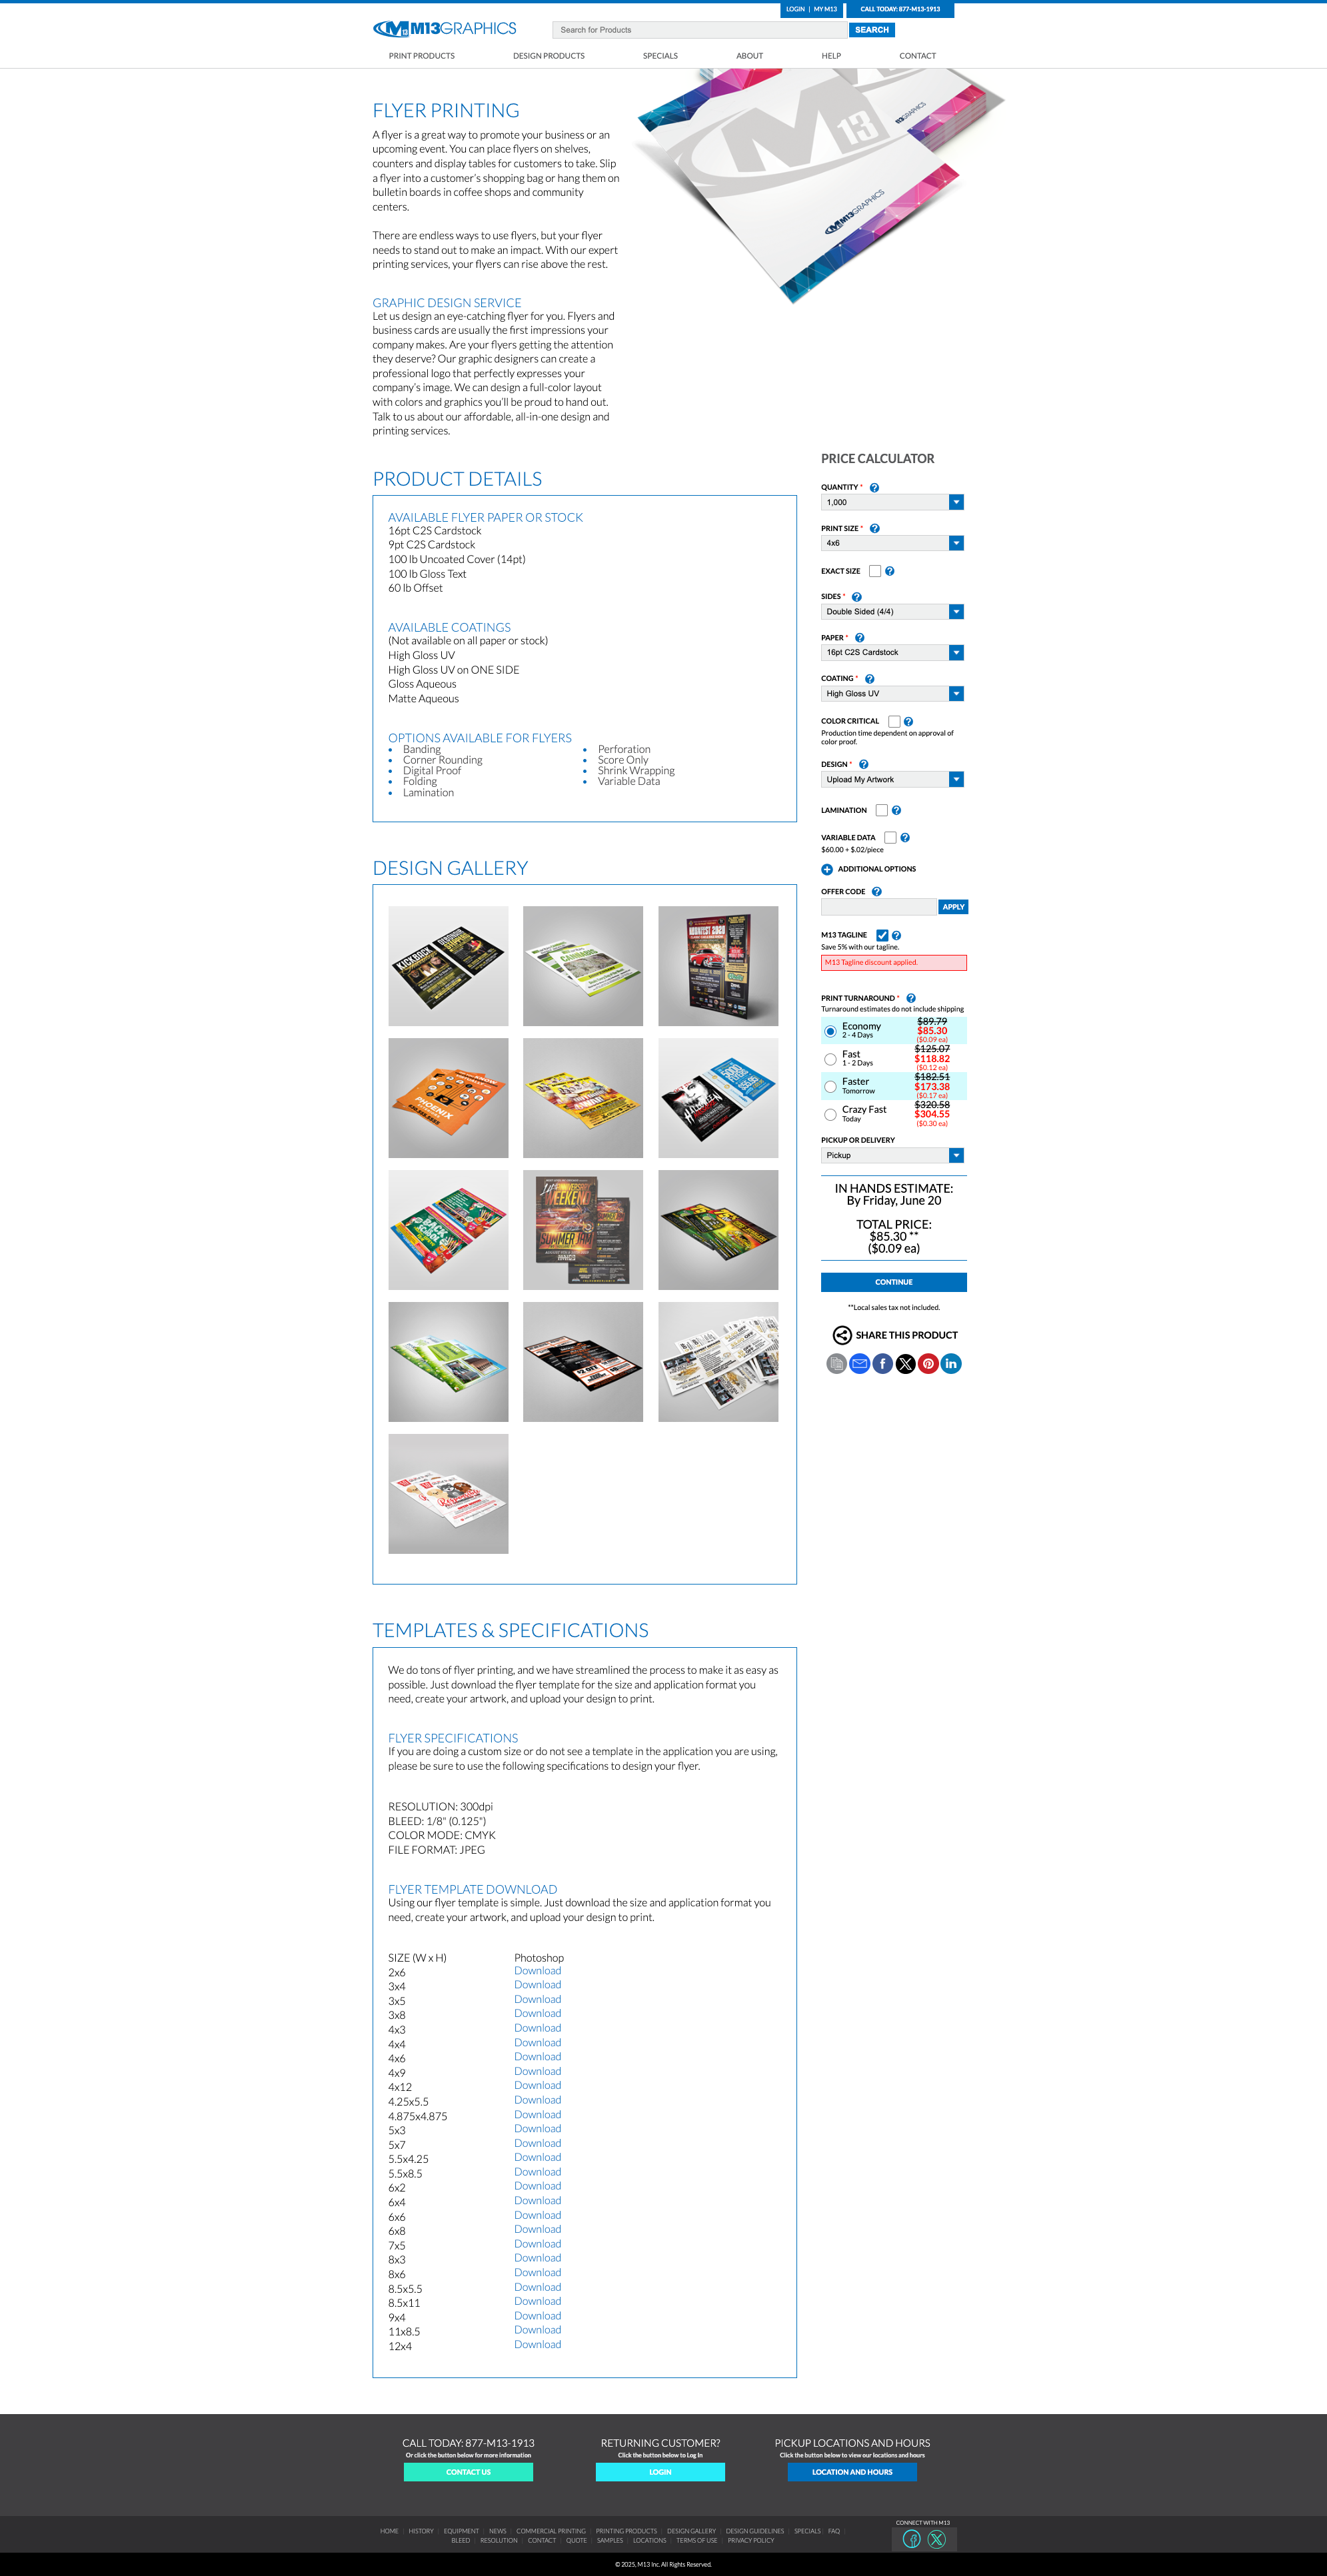 LOGIN | MY M13
CALL TODAY: 877-M13-1913
M13GRAPHICS
Search for Products
SEARCH
PRINT PRODUCTS
DESIGN PRODUCTS
SPECIALS
ABOUT
HELP
CONTACT
FLYER PRINTING
A flyer is a great way to promote your business or an
upcoming event. You can place flyers on shelves,
counters and display tables for customers to take. Slip
a flyer into a customer's shopping bag or hang them on
bulletin boards in coffee shops and community
centers.
There are endless ways to use flyers, but your flyer
needs to stand out to make an impact. With our expert
printing services, your flyers can rise above the rest.
M13
M13GRAPHICS
M13GRAPHICS
GRAPHIC DESIGN SERVICE
Let us design an eye-catching flyer for you. Flyers and
business cards are usually the first impressions your
company makes. Are your flyers getting the attention
they deserve? Our graphic designers can create a
professional logo that perfectly expresses your
company's image. We can design a full-color layout
with colors and graphics you'll be proud to hand out.
Talk to us about our affordable, all-in-one design and
printing services.
PRODUCT DETAILS
AVAILABLE FLYER PAPER OR STOCK
16pt C2S Cardstock
9pt C2S Cardstock
100 lb Uncoated Cover (14pt)
100 lb Gloss Text
60 lb Offset
AVAILABLE COATINGS
(Not available on all paper or stock)
High Gloss UV
High Gloss UV on ONE SIDE
Gloss Aqueous
Matte Aqueous
OPTIONS AVAILABLE FOR FLYERS
Banding
Corner Rounding
Digital Proof
Folding
Lamination
Perforation
Score Only
Shrink Wrapping
Variable Data
PRICE CALCULATOR
QUANTITY * ?
1,000
PRINT SIZE * ?
4x6
EXACT SIZE ?
SIDES * ?
Double Sided (4/4)
PAPER * ?
16pt C2S Cardstock
COATING * ?
High Gloss UV
COLOR CRITICAL ?
Production time dependent on approval of
color proof.
DESIGN * ?
Upload My Artwork
LAMINATION ?
VARIABLE DATA ?
$60.00 + $.02/piece
ADDITIONAL OPTIONS
OFFER CODE ?
APPLY
M13 TAGLINE ?
Save 5% with our tagline.
M13 Tagline discount applied.
PRINT TURNAROUND * ?
Turnaround estimates do not include shipping
Economy
2 - 4 Days
$89.79
$85.30
($0.09 ea)
Fast
1 - 2 Days
$125.07
$118.82
($0.12 ea)
Faster
Tomorrow
$182.51
$173.38
($0.17 ea)
Crazy Fast
Today
$320.58
$304.55
($0.30 ea)
PICKUP OR DELIVERY
Pickup
IN HANDS ESTIMATE:
By Friday, June 20
TOTAL PRICE:
$85.30 **
($0.09 ea)
CONTINUE
**Local sales tax not included.
SHARE THIS PRODUCT
DESIGN GALLERY
KICKBACK
CANNABIS
PHOENIX
HALLOWEEN
BACK
SCHOOL
WEEKEND
SUMMER JAM
TEMPLATES & SPECIFICATIONS
We do tons of flyer printing, and we have streamlined the process to make it as easy as
possible. Just download the flyer template for the size and application format you
need, create your artwork, and upload your design to print.
FLYER SPECIFICATIONS
If you are doing a custom size or do not see a template in the application you are using,
please be sure to use the following specifications to design your flyer.
RESOLUTION: 300dpi
BLEED: 1/8" (0.125")
COLOR MODE: CMYK
FILE FORMAT: JPEG
FLYER TEMPLATE DOWNLOAD
Using our flyer template is simple. Just download the size and application format you
need, create your artwork, and upload your design to print.
SIZE (W x H) Photoshop
2x6 Download
3x4 Download
3x5 Download
3x8 Download
4x3 Download
4x4 Download
4x6 Download
4x9 Download
4x12 Download
4.25x5.5 Download
4.875x4.875 Download
5x3 Download
5x7 Download
5.5x4.25 Download
5.5x8.5 Download
6x2 Download
6x4 Download
6x6 Download
6x8 Download
7x5 Download
8x3 Download
8x6 Download
8.5x5.5 Download
8.5x11 Download
9x4 Download
11x8.5 Download
12x4 Download
CALL TODAY: 877-M13-1913
Or click the button below for more information
CONTACT US
RETURNING CUSTOMER?
Click the button below to Log In
LOGIN
PICKUP LOCATIONS AND HOURS
Click the button below to view our locations and hours
LOCATION AND HOURS
HOME | HISTORY | EQUIPMENT | NEWS | COMMERCIAL PRINTING | PRINTING PRODUCTS | DESIGN GALLERY | DESIGN GUIDELINES | SPECIALS | FAQ |
BLEED | RESOLUTION | CONTACT | QUOTE | SAMPLES | LOCATIONS | TERMS OF USE | PRIVACY POLICY
CONNECT WITH M13
© 2025, M13 Inc. All Rights Reserved.